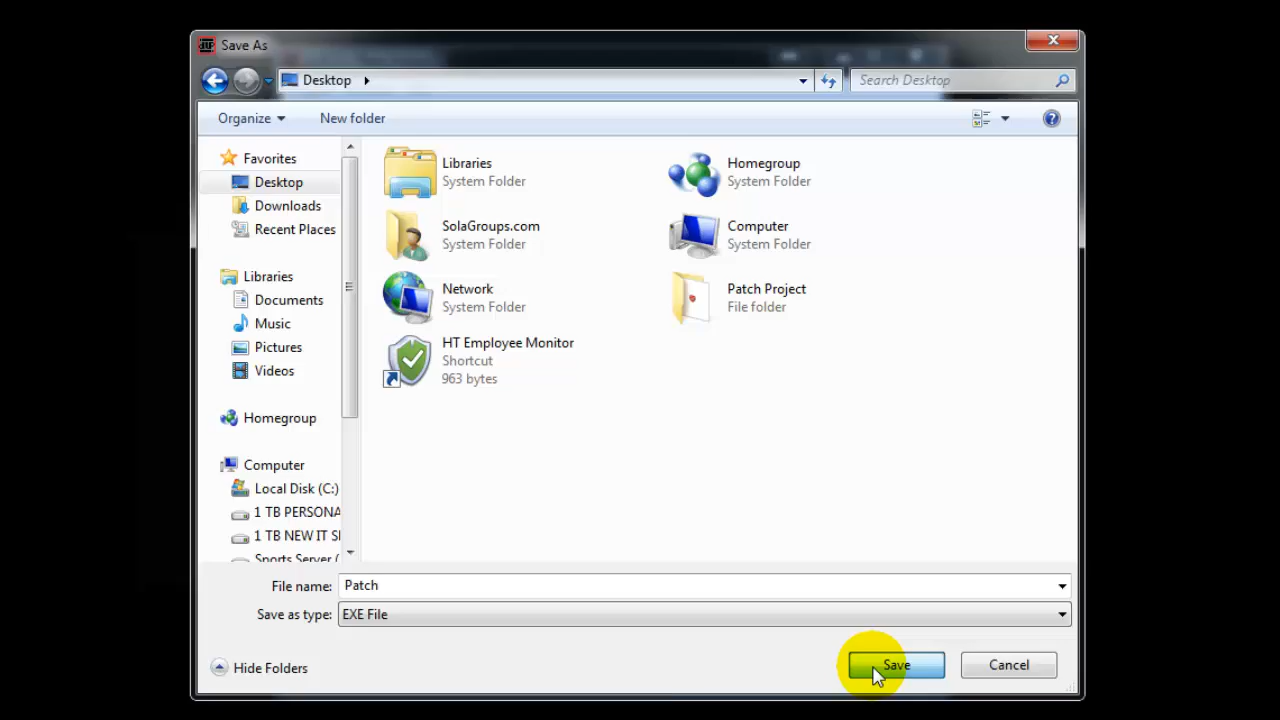 Save As
Desktop
Search Desktop
Organize
New folder
Favorites
Desktop
Downloads
Recent Places
Libraries
Documents
Music
Pictures
Videos
Homegroup
Computer
Local Disk (C:)
1 TB PERSONA
1 TB NEW IT S
Sports Server (
Libraries
System Folder
Homegroup
System Folder
SolaGroups.com
System Folder
Computer
System Folder
Network
System Folder
Patch Project
File folder
HT Employee Monitor
Shortcut
963 bytes
File name: Patch
Save as type: EXE File
Hide Folders
Save
Cancel